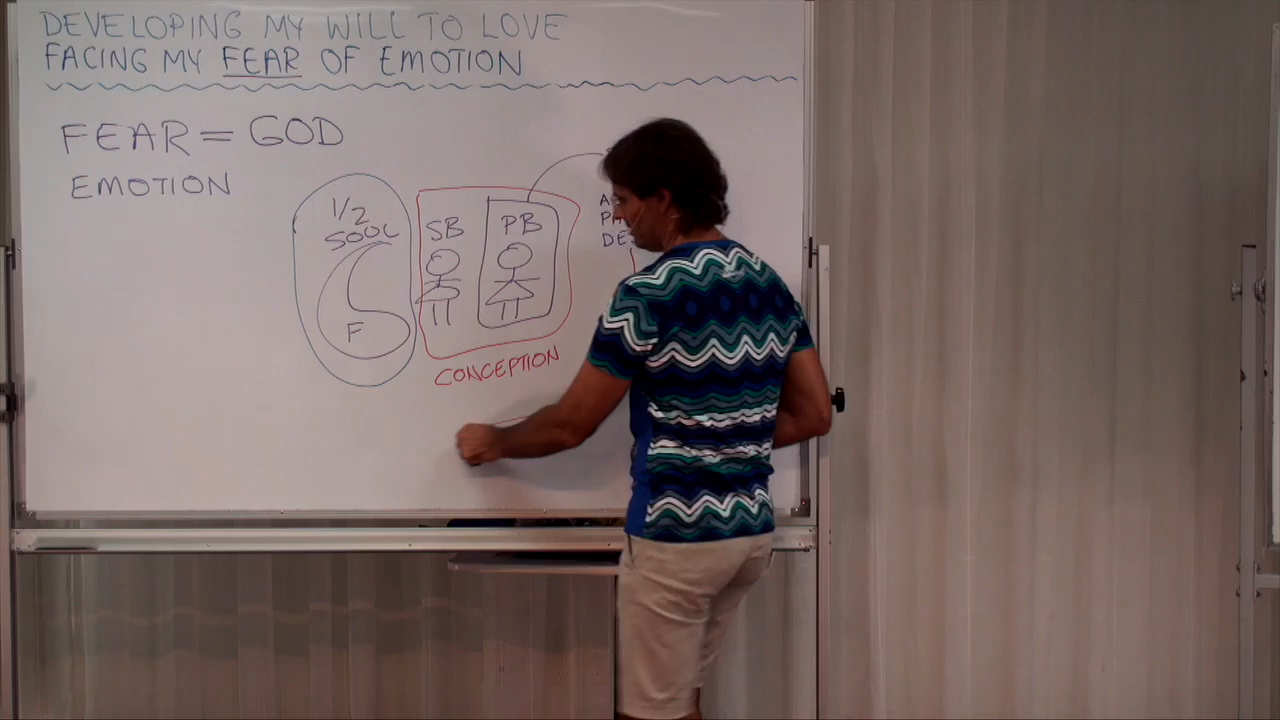 DEVELOPING MY WILL TO LOVE
FACING MY FEAR OF EMOTION
FEAR = GOD
EMOTION
1/2
SOUL
F
SB
PB
CONCEPTION